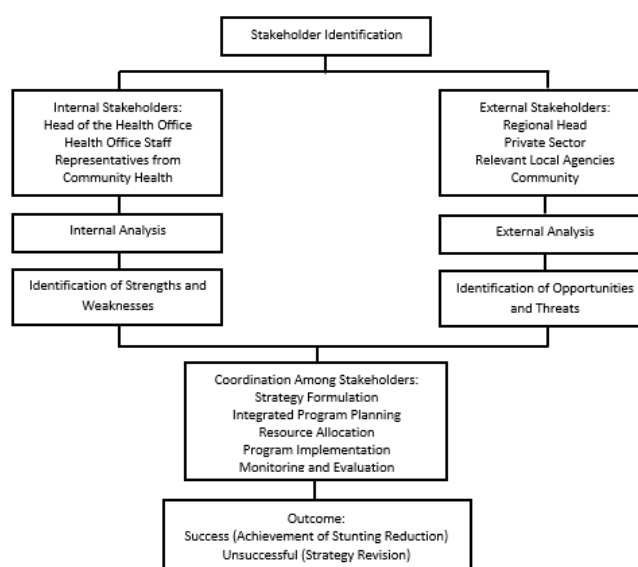 Stakeholder Identification
Internal Stakeholders:
Head of the Health Office
Health Office Staff
Representatives from
Community Health
External Stakeholders:
Regional Head
Private Sector
Relevant Local Agencies
Community
Internal Analysis
External Analysis
Identification of Strengths and
Weaknesses
Identification of Opportunities
and Threats
Coordination Among Stakeholders:
Strategy Formulation
Integrated Program Planning
Resource Allocation
Program Implementation
Monitoring and Evaluation
Outcome:
Success (Achievement of Stunting Reduction)
Unsuccessful (Strategy Revision)